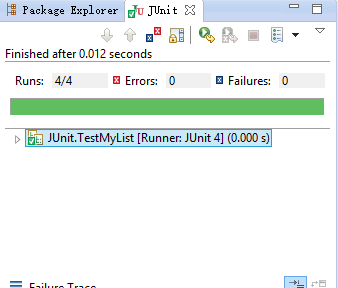 Package Explorer JUnit
Finished after 0.012 seconds
Runs: 4/4 Errors: 0 Failures: 0
JUnit.TestMyList [Runner: JUnit 4] (0.000 s)
Failure Trace